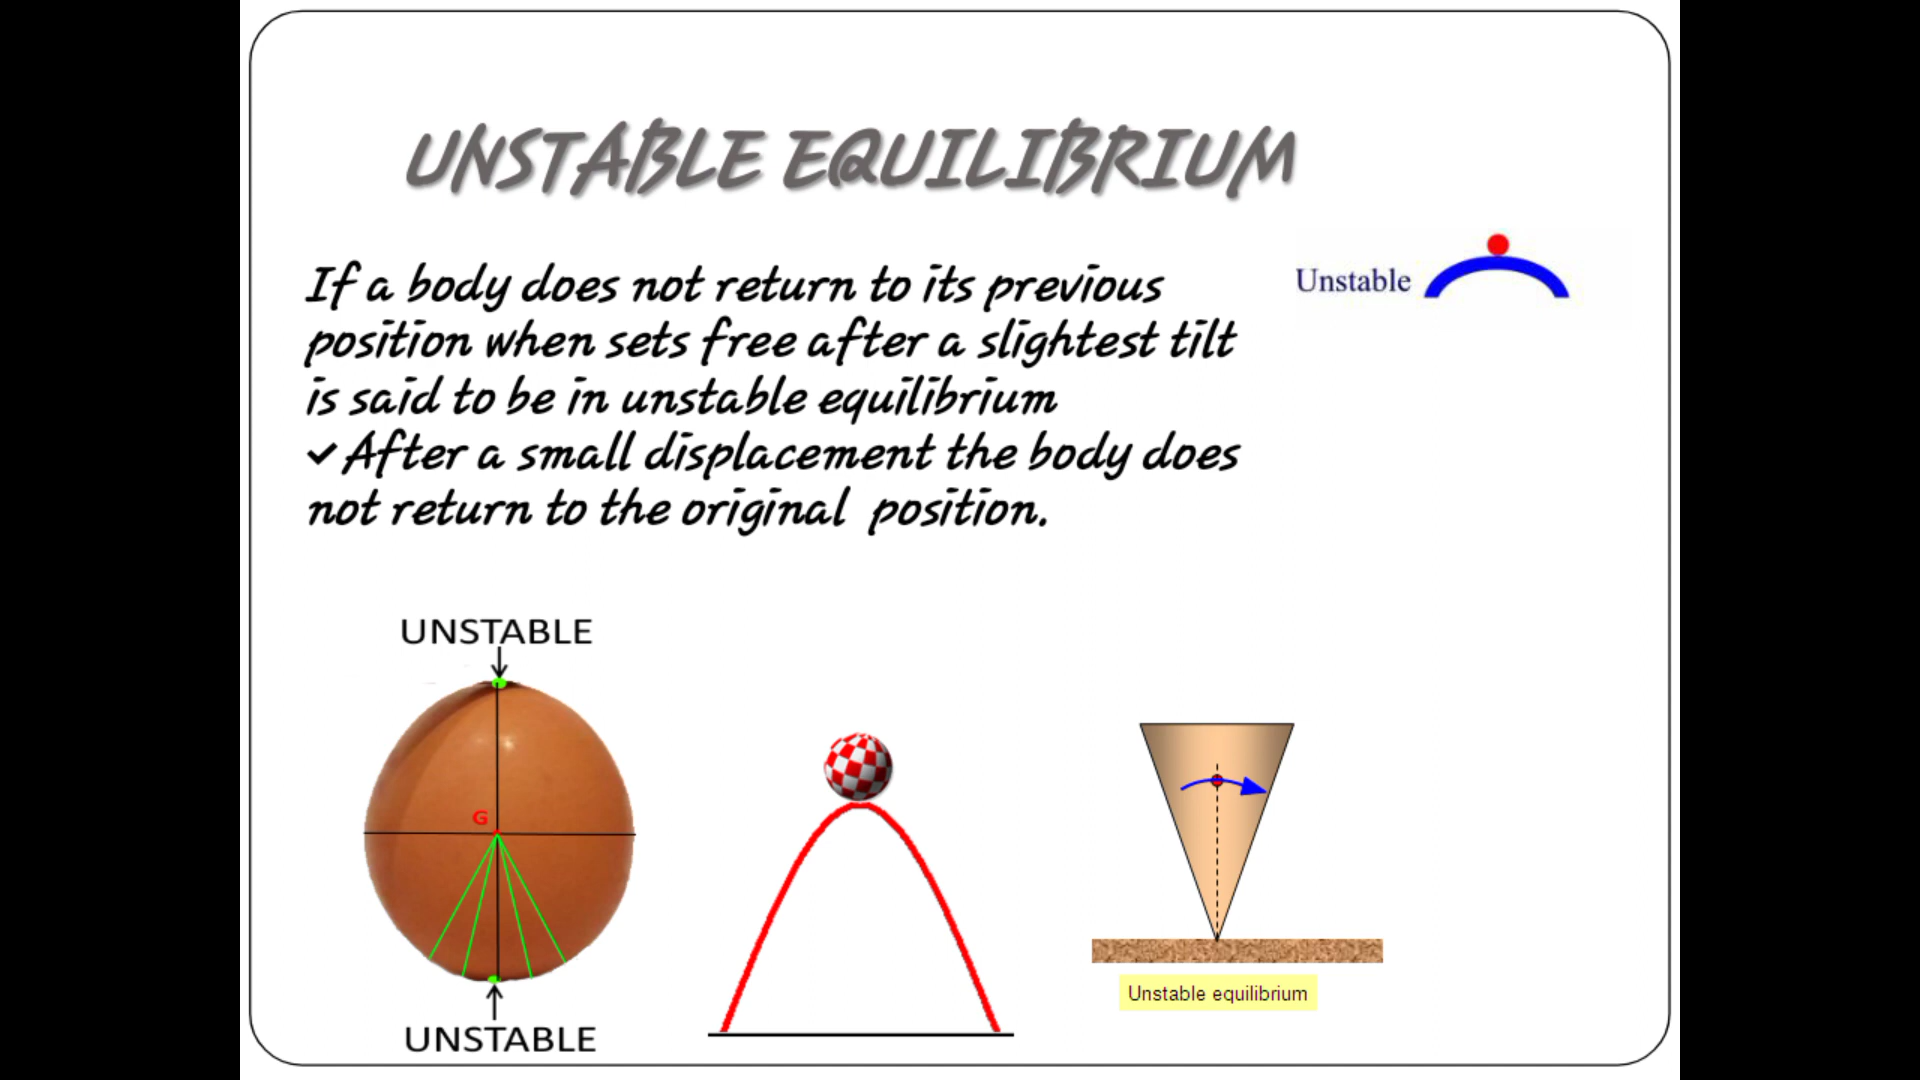 UNSTABLE EQUILIBRIUM
If a body does not return to its previous
position when sets free after a slightest tilt
is said to be in unstable equilibrium
✓After a small displacement the body does
not return to the original position.
Unstable
UNSTABLE
G
UNSTABLE
Unstable equilibrium